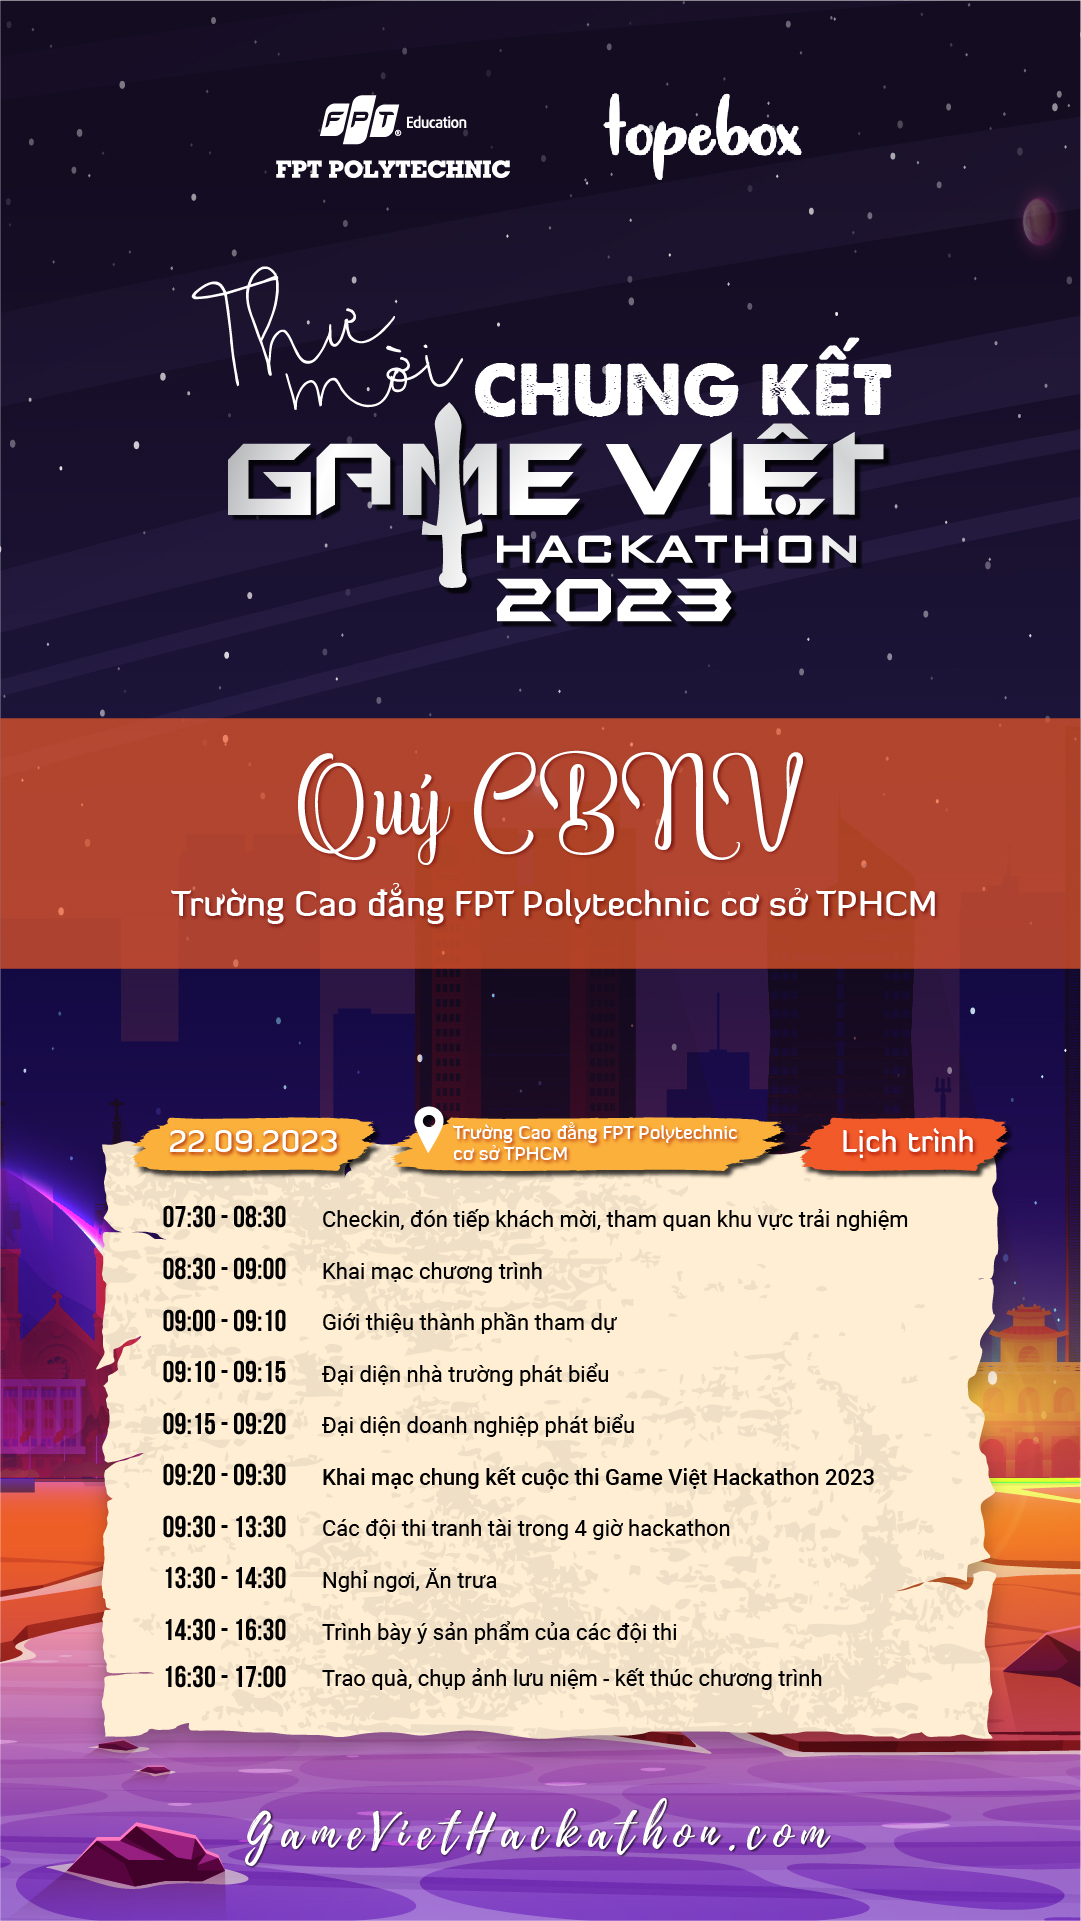 FPT Education
FPT POLYTECHNIC
topebox
Thư mời
CHUNG KẾT
GAME VIỆT
HACKATHON
2023
Quý CBNV
Trường Cao đẳng FPT Polytechnic cơ sở TPHCM
22.09.2023
Trường Cao đẳng FPT Polytechnic
cơ sở TPHCM
Lịch trình
07:30 - 08:30 Checkin, đón tiếp khách mời, tham quan khu vực trải nghiệm
08:30 - 09:00 Khai mạc chương trình
09:00 - 09:10 Giới thiệu thành phần tham dự
09:10 - 09:15 Đại diện nhà trường phát biểu
09:15 - 09:20 Đại diện doanh nghiệp phát biểu
09:20 - 09:30 Khai mạc chung kết cuộc thi Game Việt Hackathon 2023
09:30 - 13:30 Các đội thi tranh tài trong 4 giờ hackathon
13:30 - 14:30 Nghỉ ngơi, Ăn trưa
14:30 - 16:30 Trình bày ý sản phẩm của các đội thi
16:30 - 17:00 Trao quà, chụp ảnh lưu niệm - kết thúc chương trình
GameVietHackathon.com